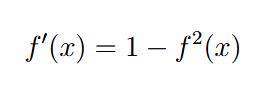 f′(x) = 1 − f²(x)